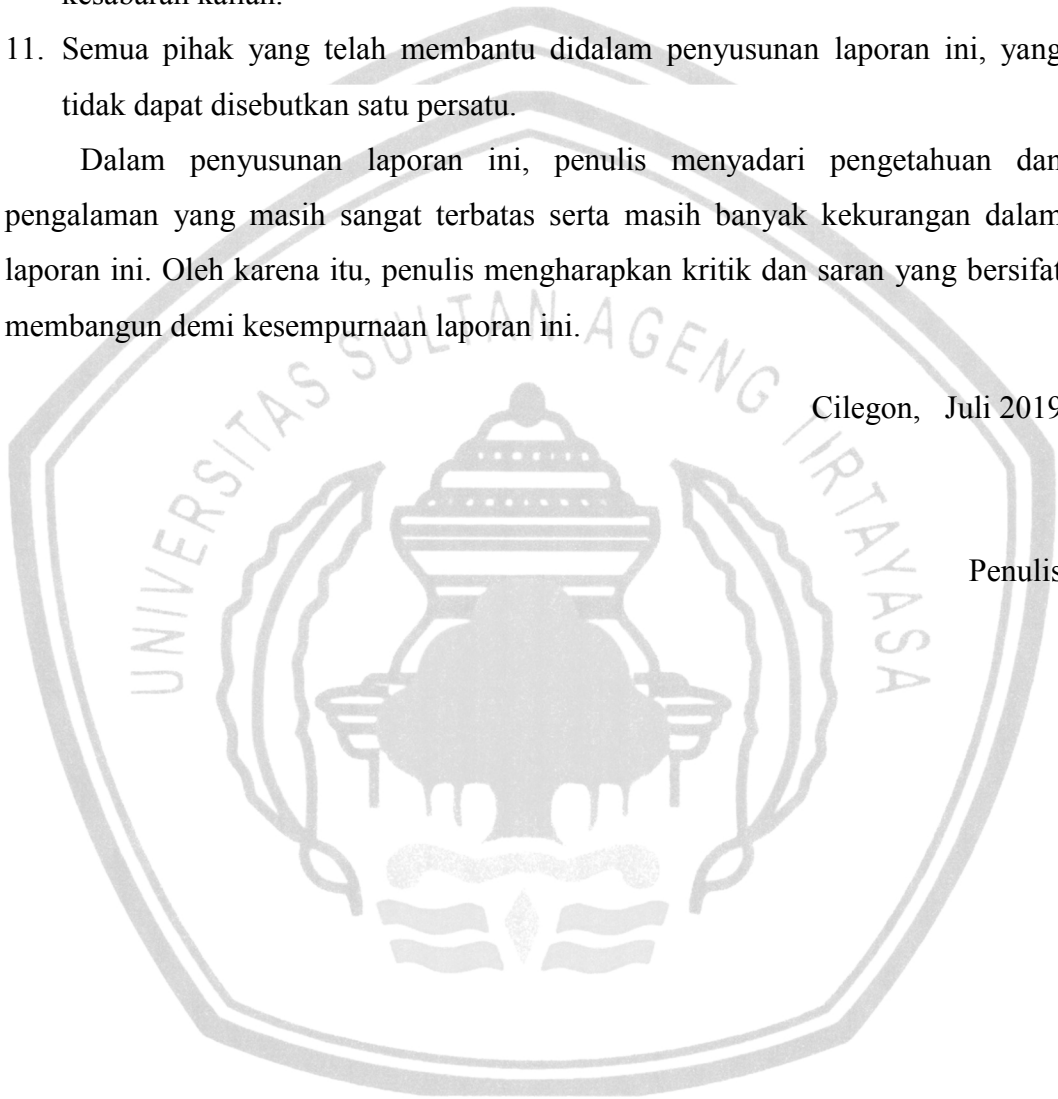 kesabaran kalian.
11. Semua pihak yang telah membantu didalam penyusunan laporan ini, yang
tidak dapat disebutkan satu persatu.
Dalam penyusunan laporan ini, penulis menyadari pengetahuan dan
pengalaman yang masih sangat terbatas serta masih banyak kekurangan dalam
laporan ini. Oleh karena itu, penulis mengharapkan kritik dan saran yang bersifat
membangun demi kesempurnaan laporan ini.
Cilegon, Juli 2019
Penulis
UNIVERSITAS SULTAN AGENG TIRTAYASA